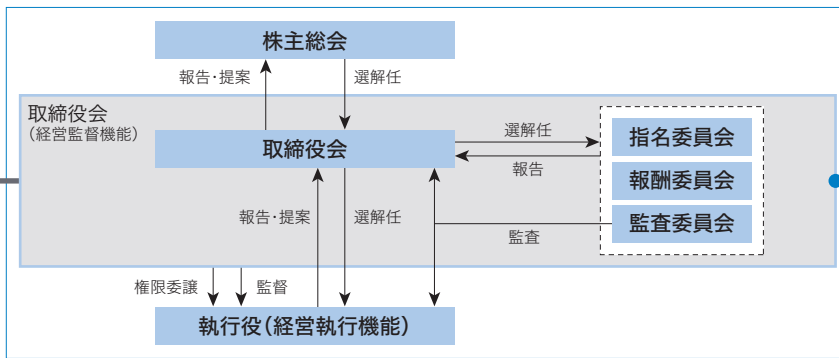 株主総会
報告・提案
選解任
取締役会
(経営監督機能)
取締役会
選解任
報告
指名委員会
報酬委員会
監査委員会
報告・提案
選解任
監査
権限委譲
監督
執行役(経営執行機能)